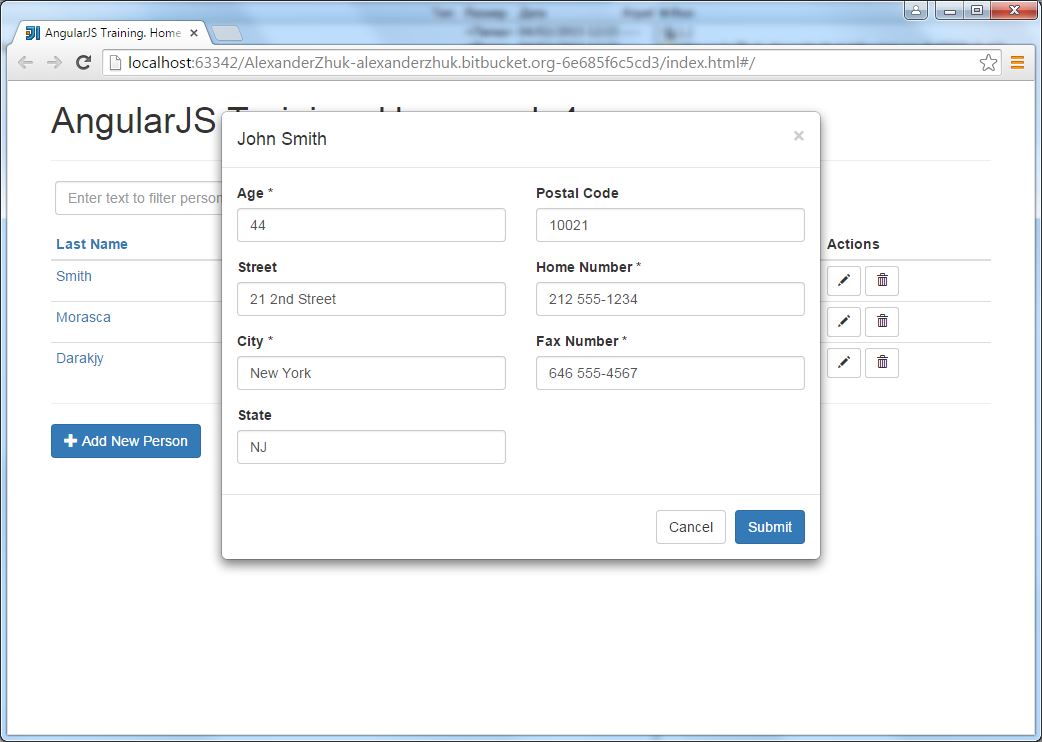 AngularJS Training. Home
localhost:63342/AlexanderZhuk-alexanderzhuk.bitbucket.org-6e685f6c5cd3/index.html#/
AngularJS
John Smith ×
Enter text to filter person
Age * Postal Code
44 10021
Last Name Actions
Street Home Number *
Smith
21 2nd Street 212 555-1234
Morasca
City * Fax Number *
Darakjy
New York 646 555-4567
State
+ Add New Person
NJ
Cancel Submit